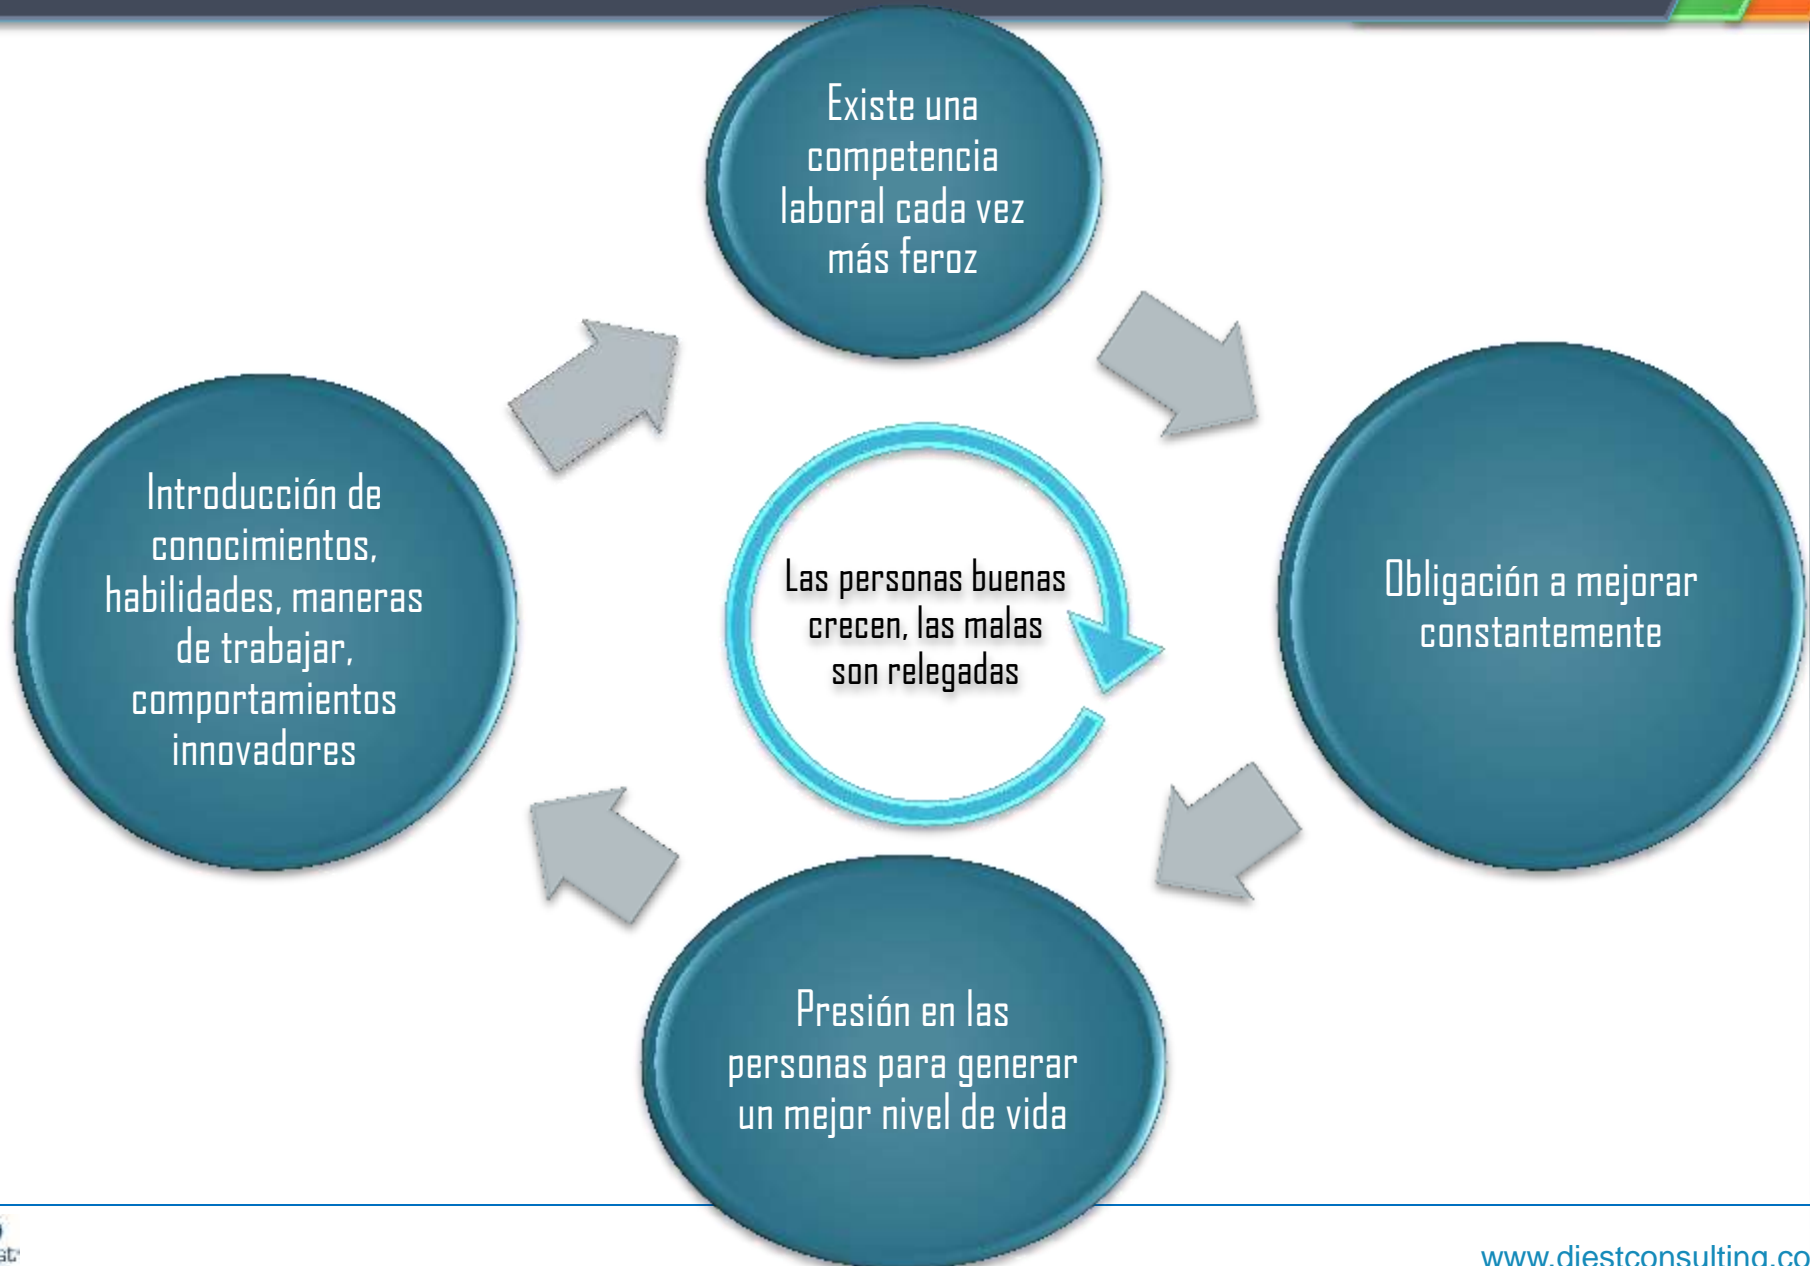 Existe una
competencia
laboral cada vez
más feroz
Obligación a mejorar
constantemente
Presión en las
personas para generar
un mejor nivel de vida
Introducción de
conocimientos,
habilidades, maneras
de trabajar,
comportamientos
innovadores
Las personas buenas
crecen, las malas
son relegadas
www.diestconsulting.co